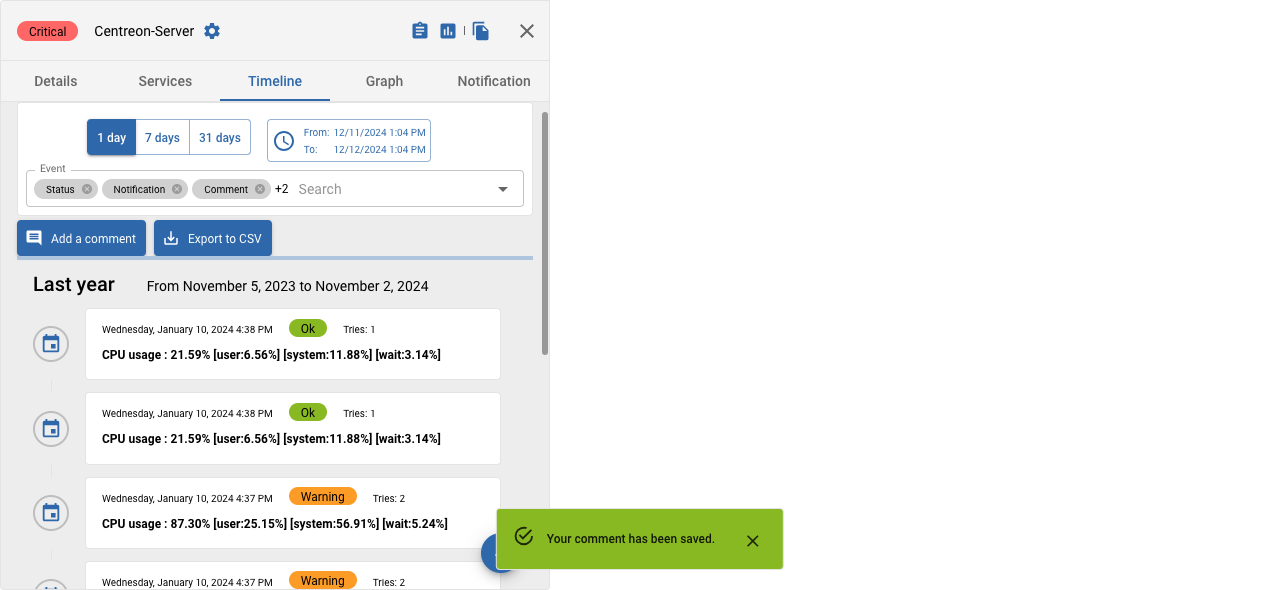 Critical Centreon-Server
Details Services Timeline Graph Notification
1 day 7 days 31 days
From: 12/11/2024 1:04 PM
To: 12/12/2024 1:04 PM
Event
Status Notification Comment +2 Search
Add a comment Export to CSV
Last year From November 5, 2023 to November 2, 2024
Wednesday, January 10, 2024 4:38 PM Ok Tries: 1
CPU usage : 21.59% [user:6.56%] [system:11.88%] [wait:3.14%]
Wednesday, January 10, 2024 4:38 PM Ok Tries: 1
CPU usage : 21.59% [user:6.56%] [system:11.88%] [wait:3.14%]
Wednesday, January 10, 2024 4:37 PM Warning Tries: 2
CPU usage : 87.30% [user:25.15%] [system:56.91%] [wait:5.24%]
Your comment has been saved.
Wednesday, January 10, 2024 4:37 PM Warning Tries: 2